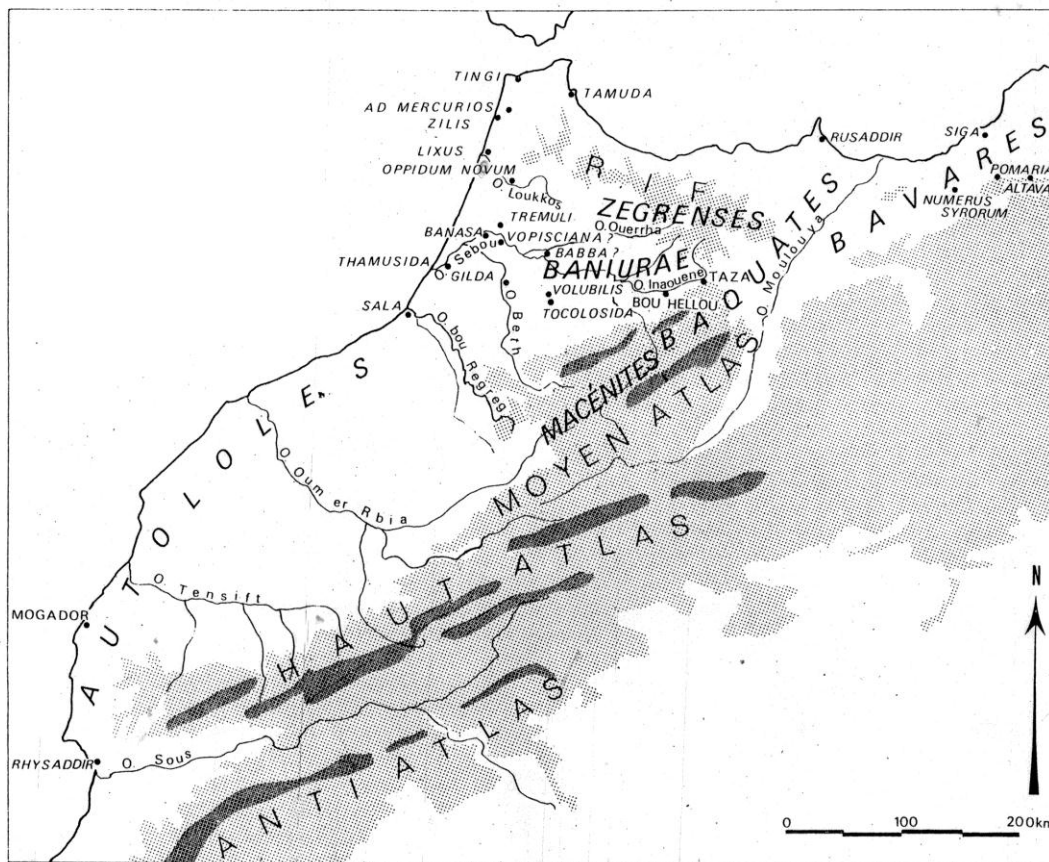 TINGI
TAMUDA
AD MERCURIOS
ZILIS
RUSADDIR
SIGA
LIXUS
OPPIDUM NOVUM
O. Loukkos
RIF
POMARIA
ALTAVA
NUMERUS
SYRORUM
BAVARES
ZEGRENSES
TREMULI
O. Ouerrha
BANASA
VOPISCIANA?
O. Sebou
BABBA?
BANIURAE
THAMUSIDA
GILDA
O. Inaouene
TAZA
O. Moulouya
VOLUBILIS
BOU HELLOU
TOCOLOSIDA
SALA
O. Beth
BAQUATES
O. bou Regreg
MACÉNITES
MOYEN ATLAS
AUTOLOLES
O. Oum er Rbia
HAUT ATLAS
O. Tensift
MOGADOR
N
RHYSADDIR
O. Sous
ANTI ATLAS
0 100 200km